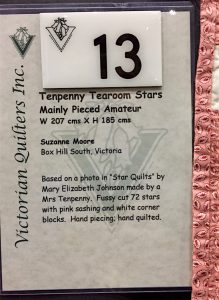 13
Tenpenny Tearoom Stars
Mainly Pieced Amateur
W 207 cms X H 185 cms
Suzanne Moore
Box Hill South, Victoria
Based on a photo in "Star Quilts" by
Mary Elizabeth Johnson made by a
Mrs Tenpenny. Fussy cut 72 stars
with pink sashing and white corner
blocks. Hand piecing; hand quilted.
Victorian Quilters Inc.